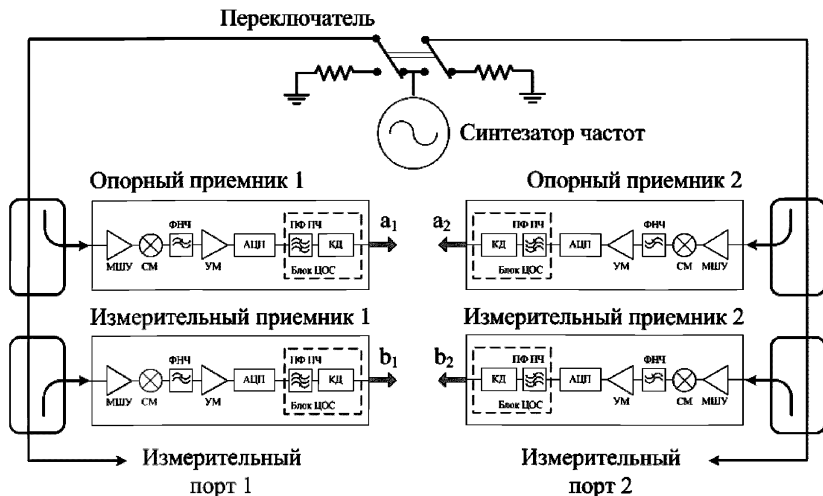 Переключатель
Синтезатор частот
Опорный приемник 1
Опорный приемник 2
МШУ
СМ
ФНЧ
УМ
АЦП
ПФ ПЧ
КД
Блок ЦОС
a1
a2
КД
ПФ ПЧ
Блок ЦОС
АЦП
УМ
ФНЧ
СМ
МШУ
Измерительный приемник 1
Измерительный приемник 2
МШУ
СМ
ФНЧ
УМ
АЦП
ПФ ПЧ
КД
Блок ЦОС
b1
b2
КД
ПФ ПЧ
Блок ЦОС
АЦП
УМ
ФНЧ
СМ
МШУ
Измерительный
порт 1
Измерительный
порт 2